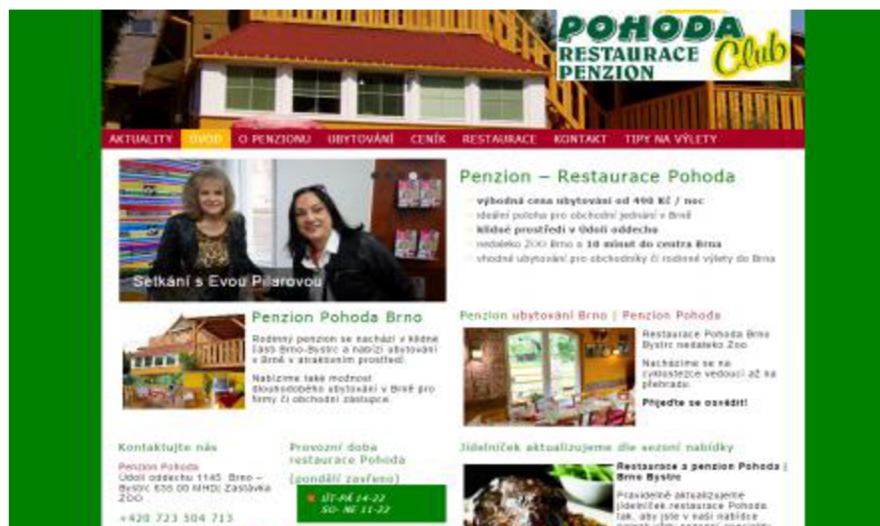 POHODA
RESTAURACE
PENZION
Club
AKTUALITY ÚVOD O PENZIONU UBYTOVÁNÍ CENÍK RESTAURACE KONTAKT TIPY NA VÝLETY
Setkání s Evou Pilarovou
Penzion – Restaurace Pohoda
výhodná cena ubytování od 490 Kč / noc
ideální poloha pro obchodní jednání v Brně
klidné prostředí v Údolí oddechu
nedaleko ZOO Brno a 10 minut do centra Brna
vhodné ubytování pro obchodníky či rodinné výlety do Brna
Penzion Pohoda Brno
Rodinný penzion se nachází v klidné
části Brno-Bystrc a nabízí ubytování
v Brně v atraktivním prostředí.
Nabízíme také možnost
dlouhodobého ubytování v Brně pro
firmy či obchodní zástupce.
Penzion ubytování Brno | Penzion Pohoda
Restaurace Pohoda Brno
Bystrc nedaleko Zoo.
Nacházíme se na
cyklostezce vedoucí až na
přehradu.
Přijeďte se osvěžit!
Kontaktujte nás
Penzion Pohoda
Údolí oddechu 1145 Brno –
Bystrc 635 00 MHD: Zastávka
ZOO
+420 723 504 713
Provozní doba
restaurace Pohoda
(pondělí zavřeno)
ÚT-PÁ 14-22
SO- NE 11-22
Jídelníček aktualizujeme dle sezoní nabídky
Restaurace a penzion Pohoda |
Brno Bystrc
Pravidelně aktualizujeme
jídelníček restaurace Pohoda
tak, aby jste v naší nabídce